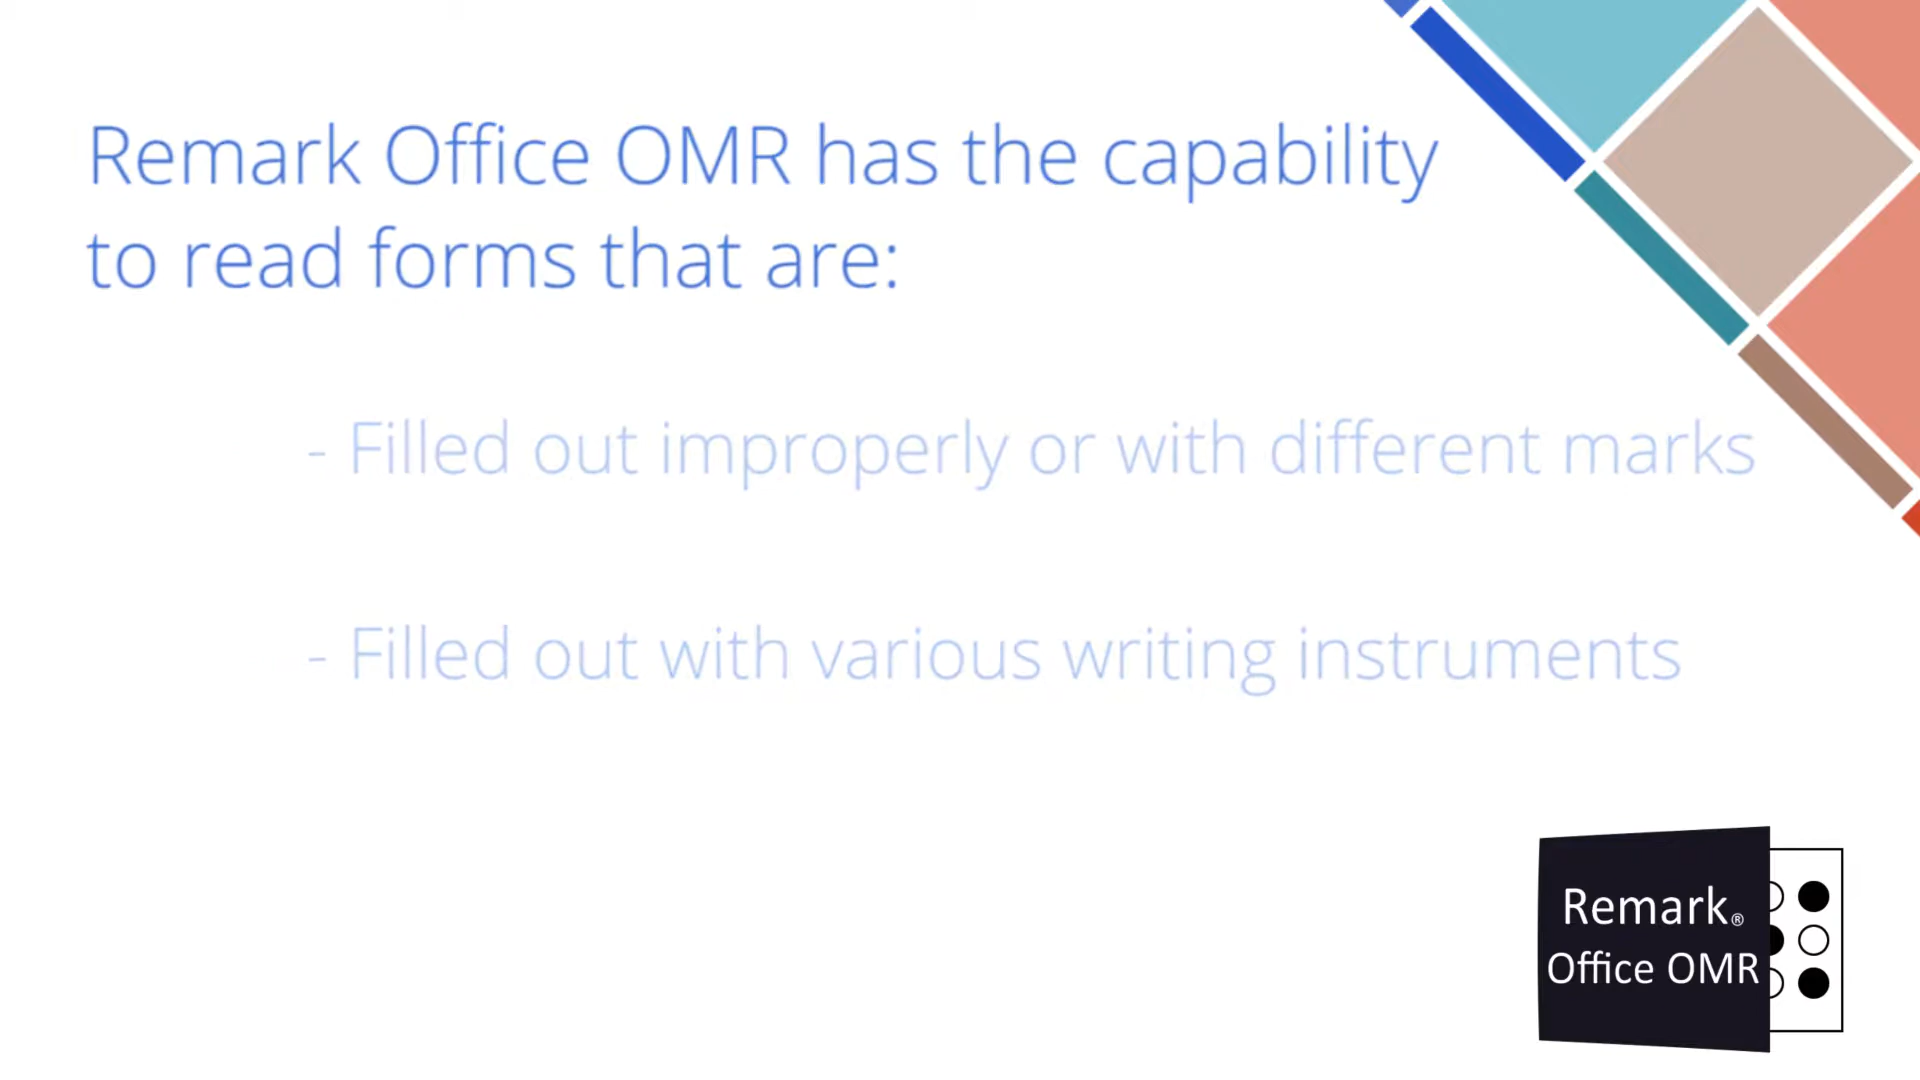 Remark Office OMR has the capability
to read forms that are:
- Filled out improperly or with different marks
- Filled out with various writing instruments
Remark®
Office OMR